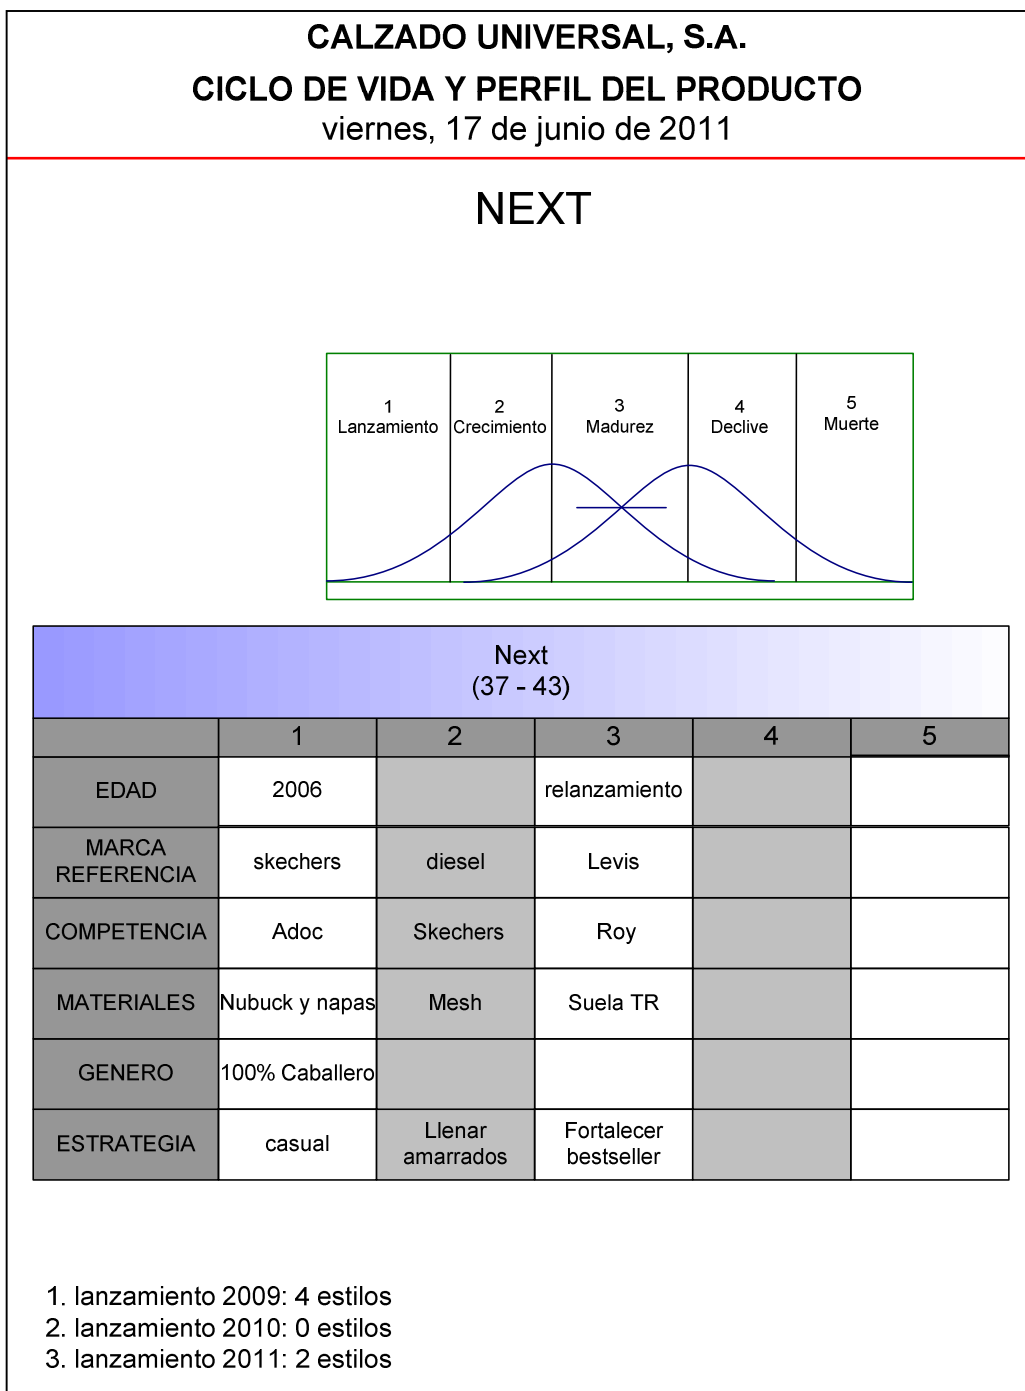 CALZADO UNIVERSAL, S.A.
CICLO DE VIDA Y PERFIL DEL PRODUCTO
viernes, 17 de junio de 2011
NEXT
1
Lanzamiento
2
Crecimiento
3
Madurez
4
Declive
5
Muerte
Next
(37 - 43)
1 2 3 4 5
EDAD 2006 relanzamiento
MARCA
REFERENCIA skechers diesel Levis
COMPETENCIA Adoc Skechers Roy
MATERIALES Nubuck y napas Mesh Suela TR
GENERO 100% Caballero
ESTRATEGIA casual Llenar
amarrados Fortalecer
bestseller
1. lanzamiento 2009: 4 estilos
2. lanzamiento 2010: 0 estilos
3. lanzamiento 2011: 2 estilos